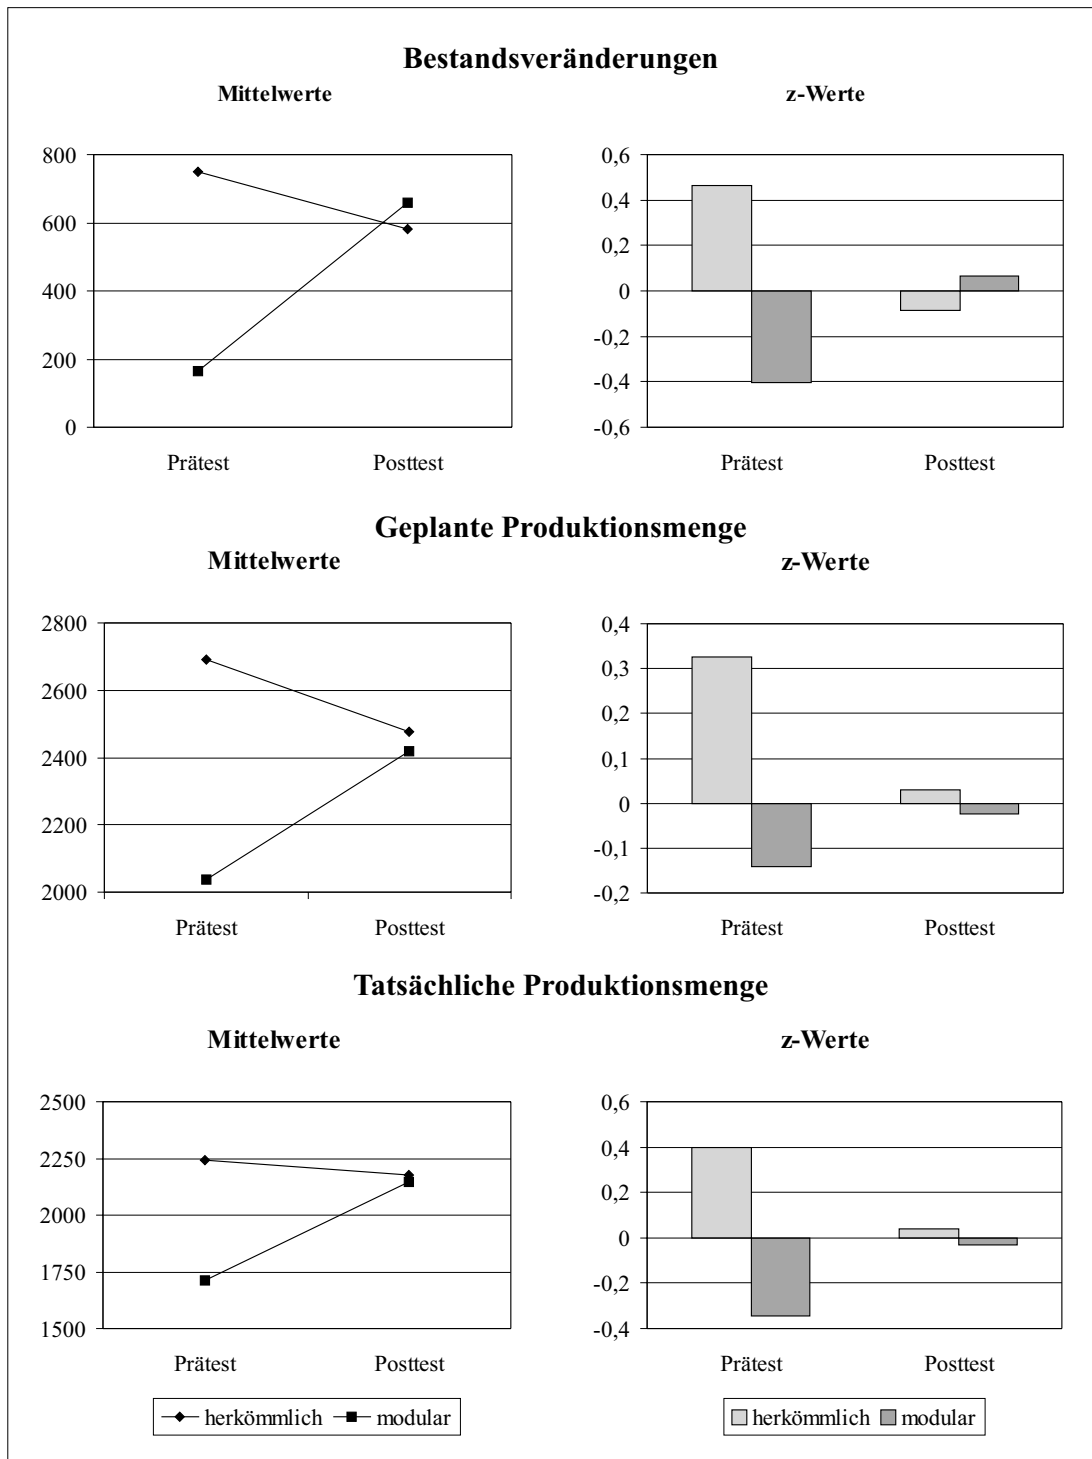 Bestandsveränderungen
Mittelwerte
z-Werte
800
600
400
200
0
Prätest Posttest
0,6
0,4
0,2
0
-0,2
-0,4
-0,6
Prätest Posttest
Geplante Produktionsmenge
Mittelwerte
z-Werte
2800
2600
2400
2200
2000
Prätest Posttest
0,4
0,3
0,2
0,1
0
-0,1
-0,2
Prätest Posttest
Tatsächliche Produktionsmenge
Mittelwerte
z-Werte
2500
2250
2000
1750
1500
Prätest Posttest
herkömmlich modular
0,6
0,4
0,2
0
-0,2
-0,4
Prätest Posttest
herkömmlich modular